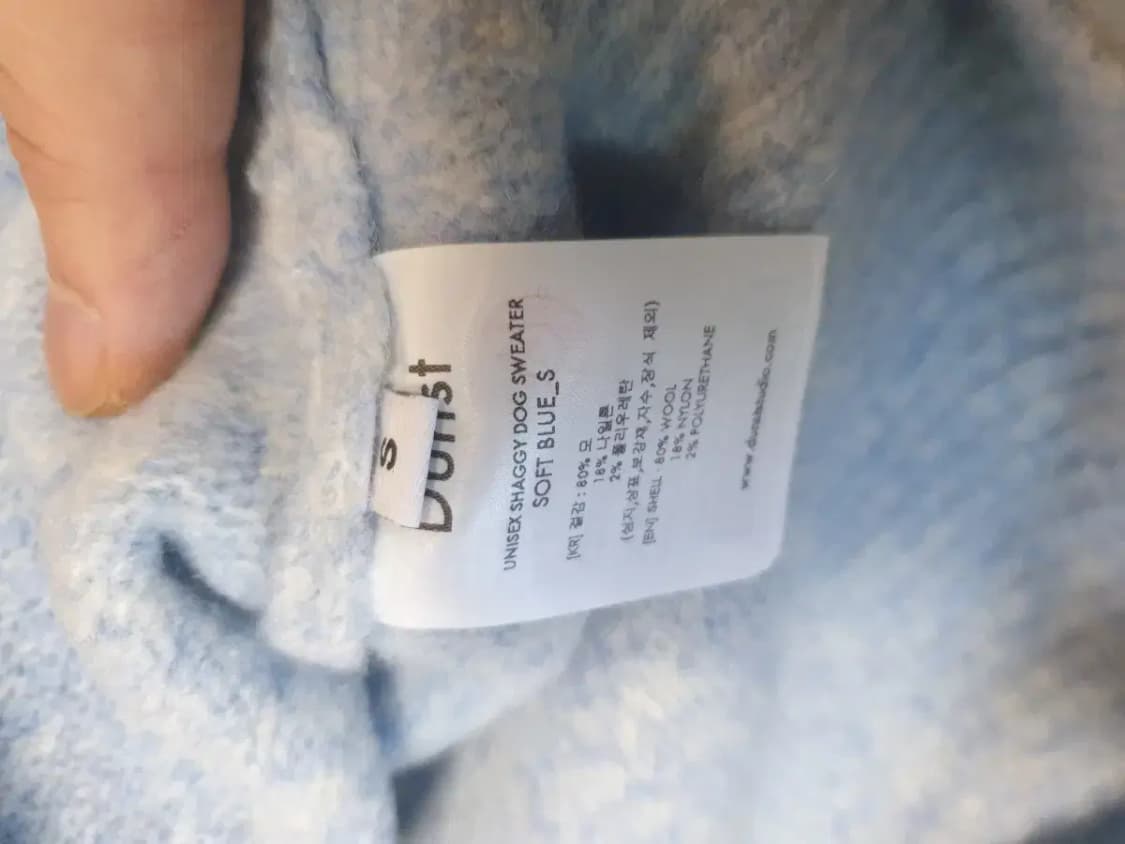 S
Dunst
UNISEX SHAGGY DOG SWEATER
SOFT BLUE_S
[KR] 겉감 : 80% 모
18% 나일론
2% 폴리우레탄
(심지,상표,보강재,자수,장식 제외)
[EN] SHELL : 80% WOOL
18% NYLON
2% POLYURETHANE
www.dunststudio.com